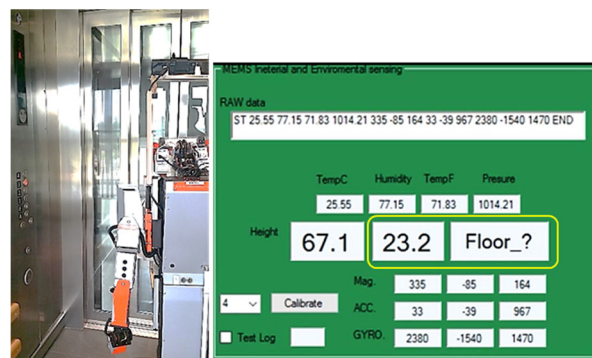 MEMS Ineterial and Enviromental sensing
RAW data
ST 25.55 77.15 71.83 1014.21 335 -85 164 33 -39 967 2380 -1540 1470 END
TempC Humidity TempF Presure
25.55 77.15 71.83 1014.21
Height 67.1 23.2 Floor_?
Mag. 335 -85 164
4 Calibrate ACC. 33 -39 967
Test Log GYRO. 2380 -1540 1470